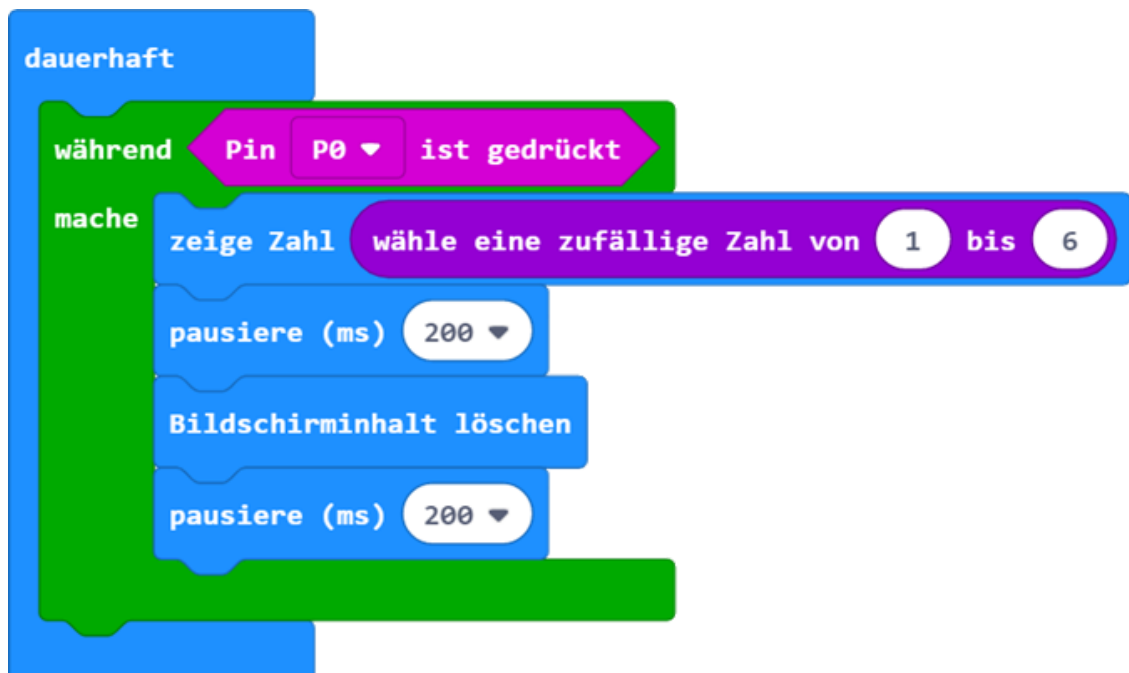 dauerhaft
während Pin P0 ist gedrückt
mache
zeige Zahl wähle eine zufällige Zahl von 1 bis 6
pausiere (ms) 200
Bildschirminhalt löschen
pausiere (ms) 200